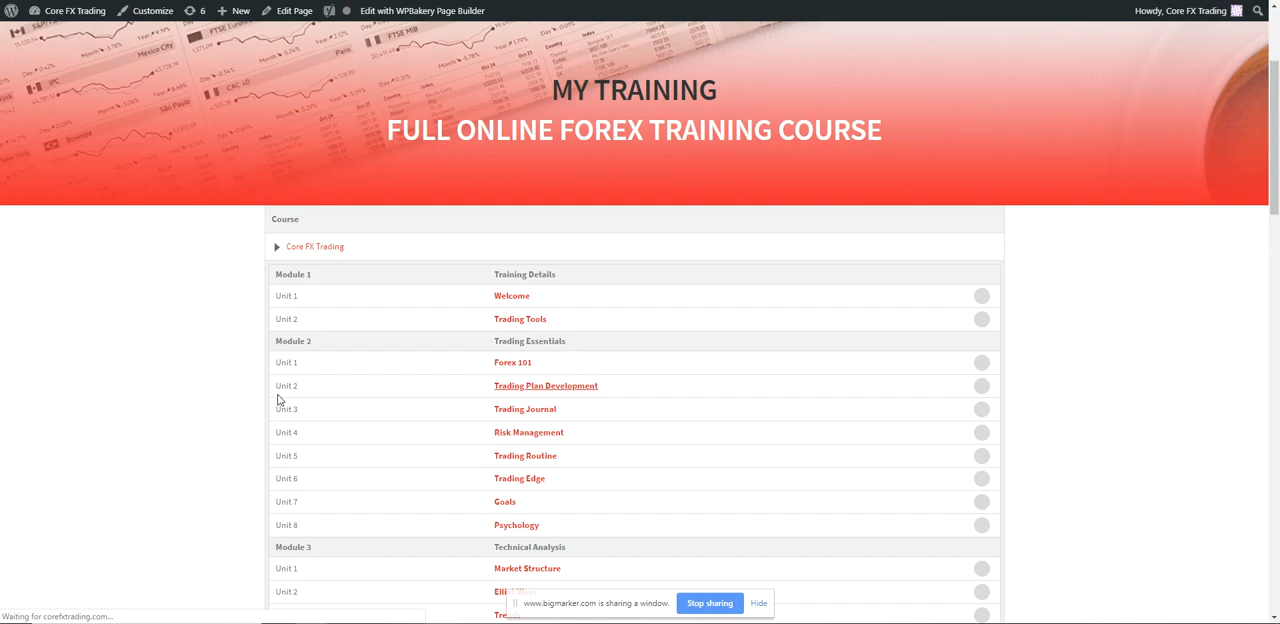 Core FX Trading Customize 6 New Edit Page Edit with WPBakery Page Builder Howdy, Core FX Trading
MY TRAINING
FULL ONLINE FOREX TRAINING COURSE
Course
Core FX Trading
Module 1 Training Details
Unit 1 Welcome
Unit 2 Trading Tools
Module 2 Trading Essentials
Unit 1 Forex 101
Unit 2 Trading Plan Development
Unit 3 Trading Journal
Unit 4 Risk Management
Unit 5 Trading Routine
Unit 6 Trading Edge
Unit 7 Goals
Unit 8 Psychology
Module 3 Technical Analysis
Unit 1 Market Structure
Unit 2
www.bigmarker.com is sharing a window. Stop sharing Hide
Waiting for corefxtrading.com...